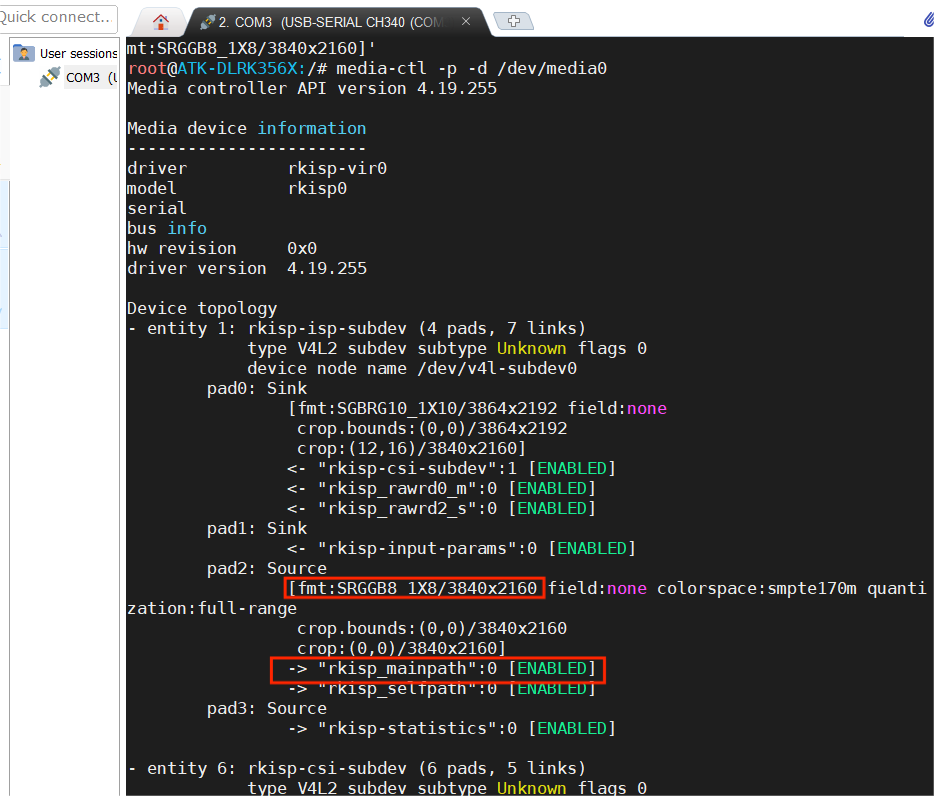 Quick connect...
2. COM3 (USB-SERIAL CH340 (COM
User sessions
COM3 (U
mt:SRGGB8_1X8/3840x2160]'
root@ATK-DLRK356X:/# media-ctl -p -d /dev/media0
Media controller API version 4.19.255
Media device information
------------------------
driver          rkisp-vir0
model           rkisp0
serial
bus info
hw revision     0x0
driver version  4.19.255
Device topology
- entity 1: rkisp-isp-subdev (4 pads, 7 links)
            type V4L2 subdev subtype Unknown flags 0
            device node name /dev/v4l-subdev0
        pad0: Sink
                [fmt:SGBRG10_1X10/3864x2192 field:none
                 crop.bounds:(0,0)/3864x2192
                 crop:(12,16)/3840x2160]
                <- "rkisp-csi-subdev":1 [ENABLED]
                <- "rkisp_rawrd0_m":0 [ENABLED]
                <- "rkisp_rawrd2_s":0 [ENABLED]
        pad1: Sink
                <- "rkisp-input-params":0 [ENABLED]
        pad2: Source
                [fmt:SRGGB8_1X8/3840x2160 field:none colorspace:smpte170m quanti
zation:full-range
                 crop.bounds:(0,0)/3840x2160
                 crop:(0,0)/3840x2160]
                -> "rkisp_mainpath":0 [ENABLED]
                -> "rkisp_selfpath":0 [ENABLED]
        pad3: Source
                -> "rkisp-statistics":0 [ENABLED]
- entity 6: rkisp-csi-subdev (6 pads, 5 links)
            type V4L2 subdev subtype Unknown flags 0